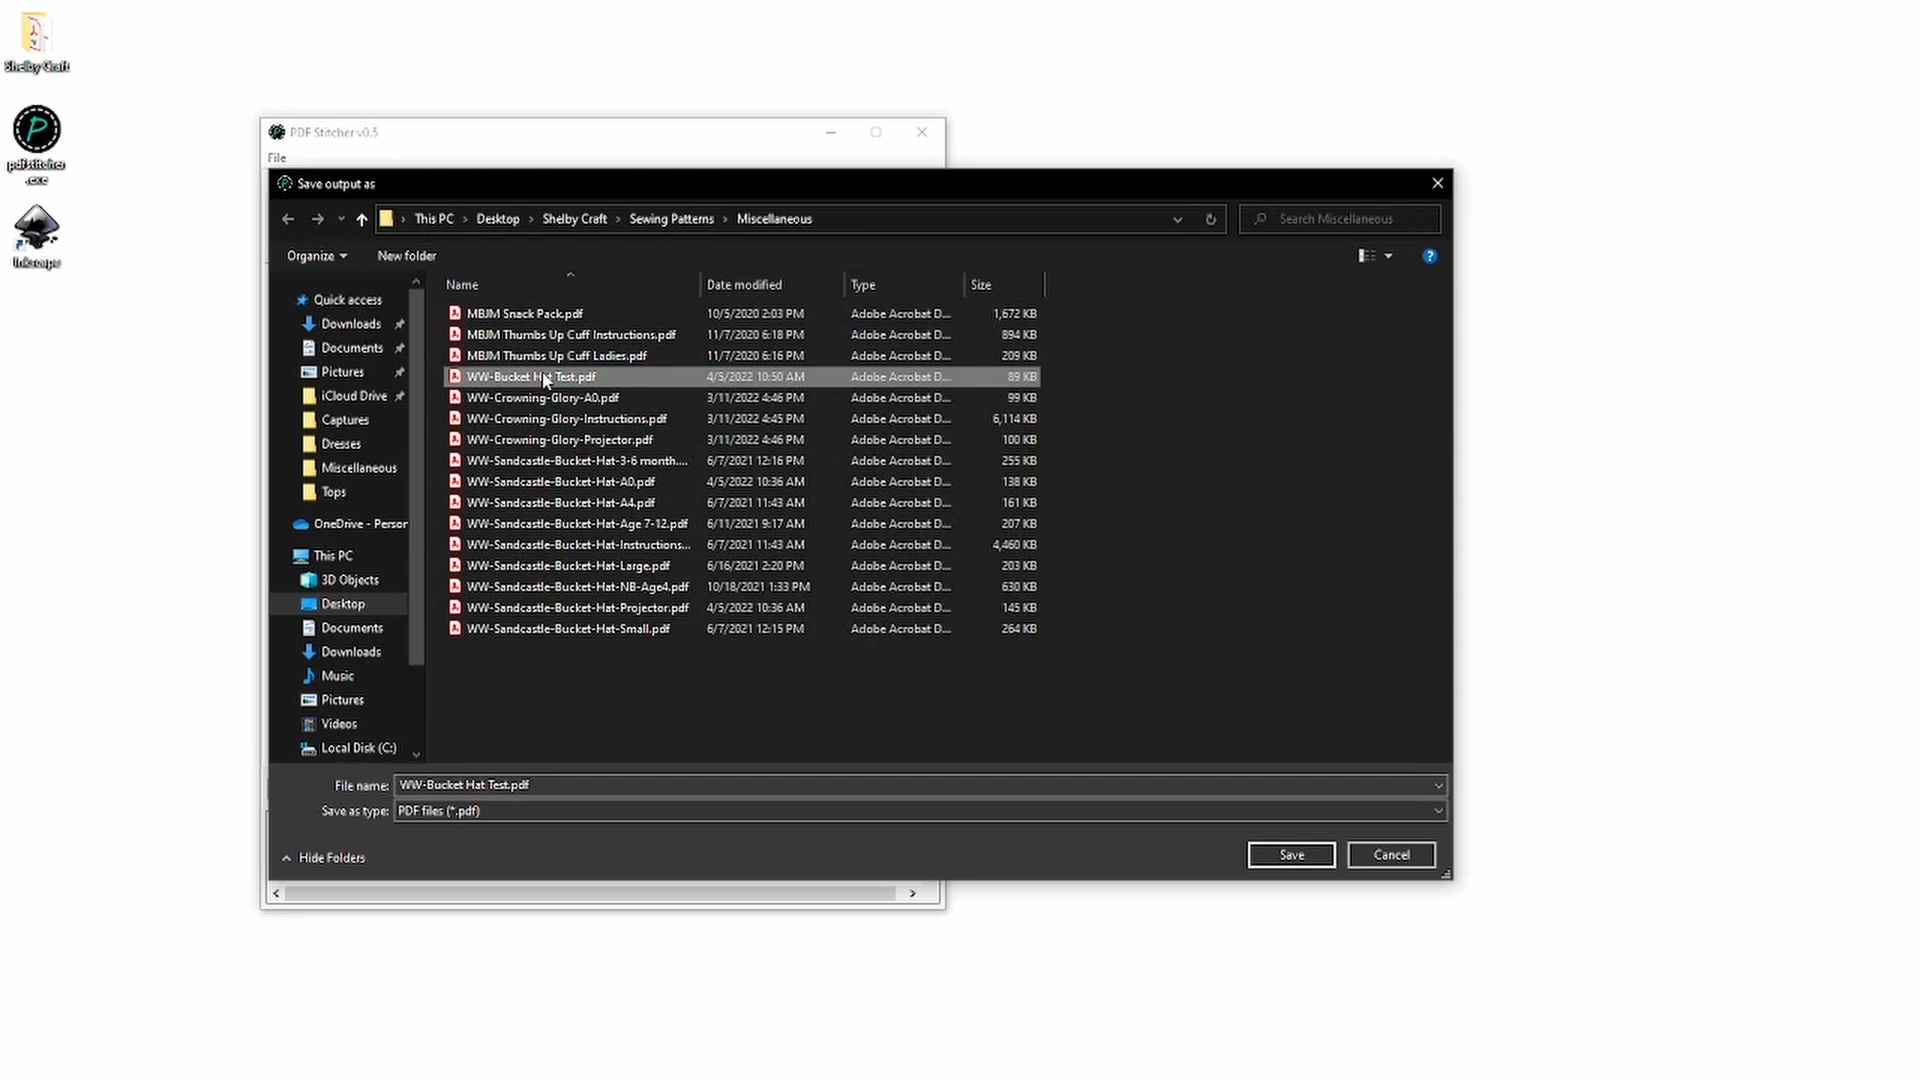 Shelby Craft
pdfstitcher
.exe
Inkscape
PDF Stitcher v0.5
File
Save output as
This PC > Desktop > Shelby Craft > Sewing Patterns > Miscellaneous
Search Miscellaneous
Organize
New folder
Name Date modified Type Size
Quick access
Downloads
Documents
Pictures
iCloud Drive
Captures
Dresses
Miscellaneous
Tops
OneDrive - Person
This PC
3D Objects
Desktop
Documents
Downloads
Music
Pictures
Videos
Local Disk (C:)
MBJM Snack Pack.pdf 10/5/2020 2:03 PM Adobe Acrobat D... 1,672 KB
MBJM Thumbs Up Cuff Instructions.pdf 11/7/2020 6:18 PM Adobe Acrobat D... 894 KB
MBJM Thumbs Up Cuff Ladies.pdf 11/7/2020 6:16 PM Adobe Acrobat D... 209 KB
WW-Bucket Hat Test.pdf 4/5/2022 10:50 AM Adobe Acrobat D... 89 KB
WW-Crowning-Glory-A0.pdf 3/11/2022 4:46 PM Adobe Acrobat D... 99 KB
WW-Crowning-Glory-Instructions.pdf 3/11/2022 4:45 PM Adobe Acrobat D... 6,114 KB
WW-Crowning-Glory-Projector.pdf 3/11/2022 4:46 PM Adobe Acrobat D... 100 KB
WW-Sandcastle-Bucket-Hat-3-6 month.... 6/7/2021 12:16 PM Adobe Acrobat D... 255 KB
WW-Sandcastle-Bucket-Hat-A0.pdf 4/5/2022 10:36 AM Adobe Acrobat D... 138 KB
WW-Sandcastle-Bucket-Hat-A4.pdf 6/7/2021 11:43 AM Adobe Acrobat D... 161 KB
WW-Sandcastle-Bucket-Hat-Age 7-12.pdf 6/11/2021 9:17 AM Adobe Acrobat D... 207 KB
WW-Sandcastle-Bucket-Hat-Instructions... 6/7/2021 11:43 AM Adobe Acrobat D... 4,460 KB
WW-Sandcastle-Bucket-Hat-Large.pdf 6/16/2021 2:20 PM Adobe Acrobat D... 203 KB
WW-Sandcastle-Bucket-Hat-NB-Age4.pdf 10/18/2021 1:33 PM Adobe Acrobat D... 630 KB
WW-Sandcastle-Bucket-Hat-Projector.pdf 4/5/2022 10:36 AM Adobe Acrobat D... 145 KB
WW-Sandcastle-Bucket-Hat-Small.pdf 6/7/2021 12:15 PM Adobe Acrobat D... 264 KB
File name: WW-Bucket Hat Test.pdf
Save as type: PDF files (*.pdf)
Hide Folders
Save
Cancel